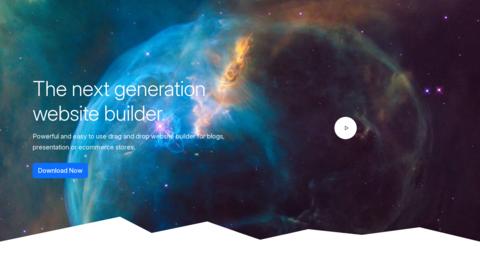 The next generation
website builder.
Powerful and easy to use drag and drop website builder for blogs,
presentation or ecommerce stores.
Download Now